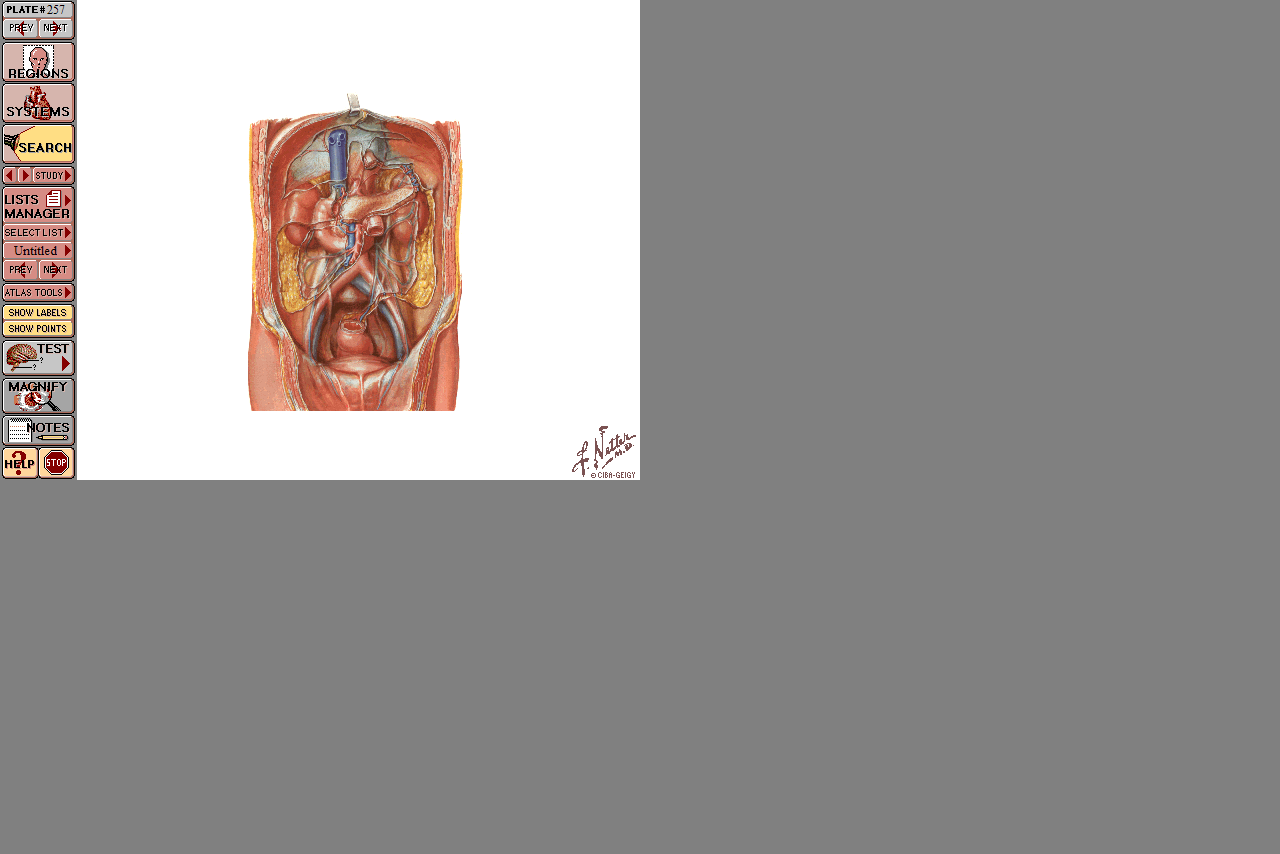 PLATE# 257
PREV NEXT
REGIONS
SYSTEMS
SEARCH
STUDY
LISTS
MANAGER
SELECT LIST
Untitled
PREV NEXT
ATLAS TOOLS
SHOW LABELS
SHOW POINTS
TEST
? ?
MAGNIFY
NOTES
HELP ? STOP
F. Netter
M.D.
© CIBA-GEIGY